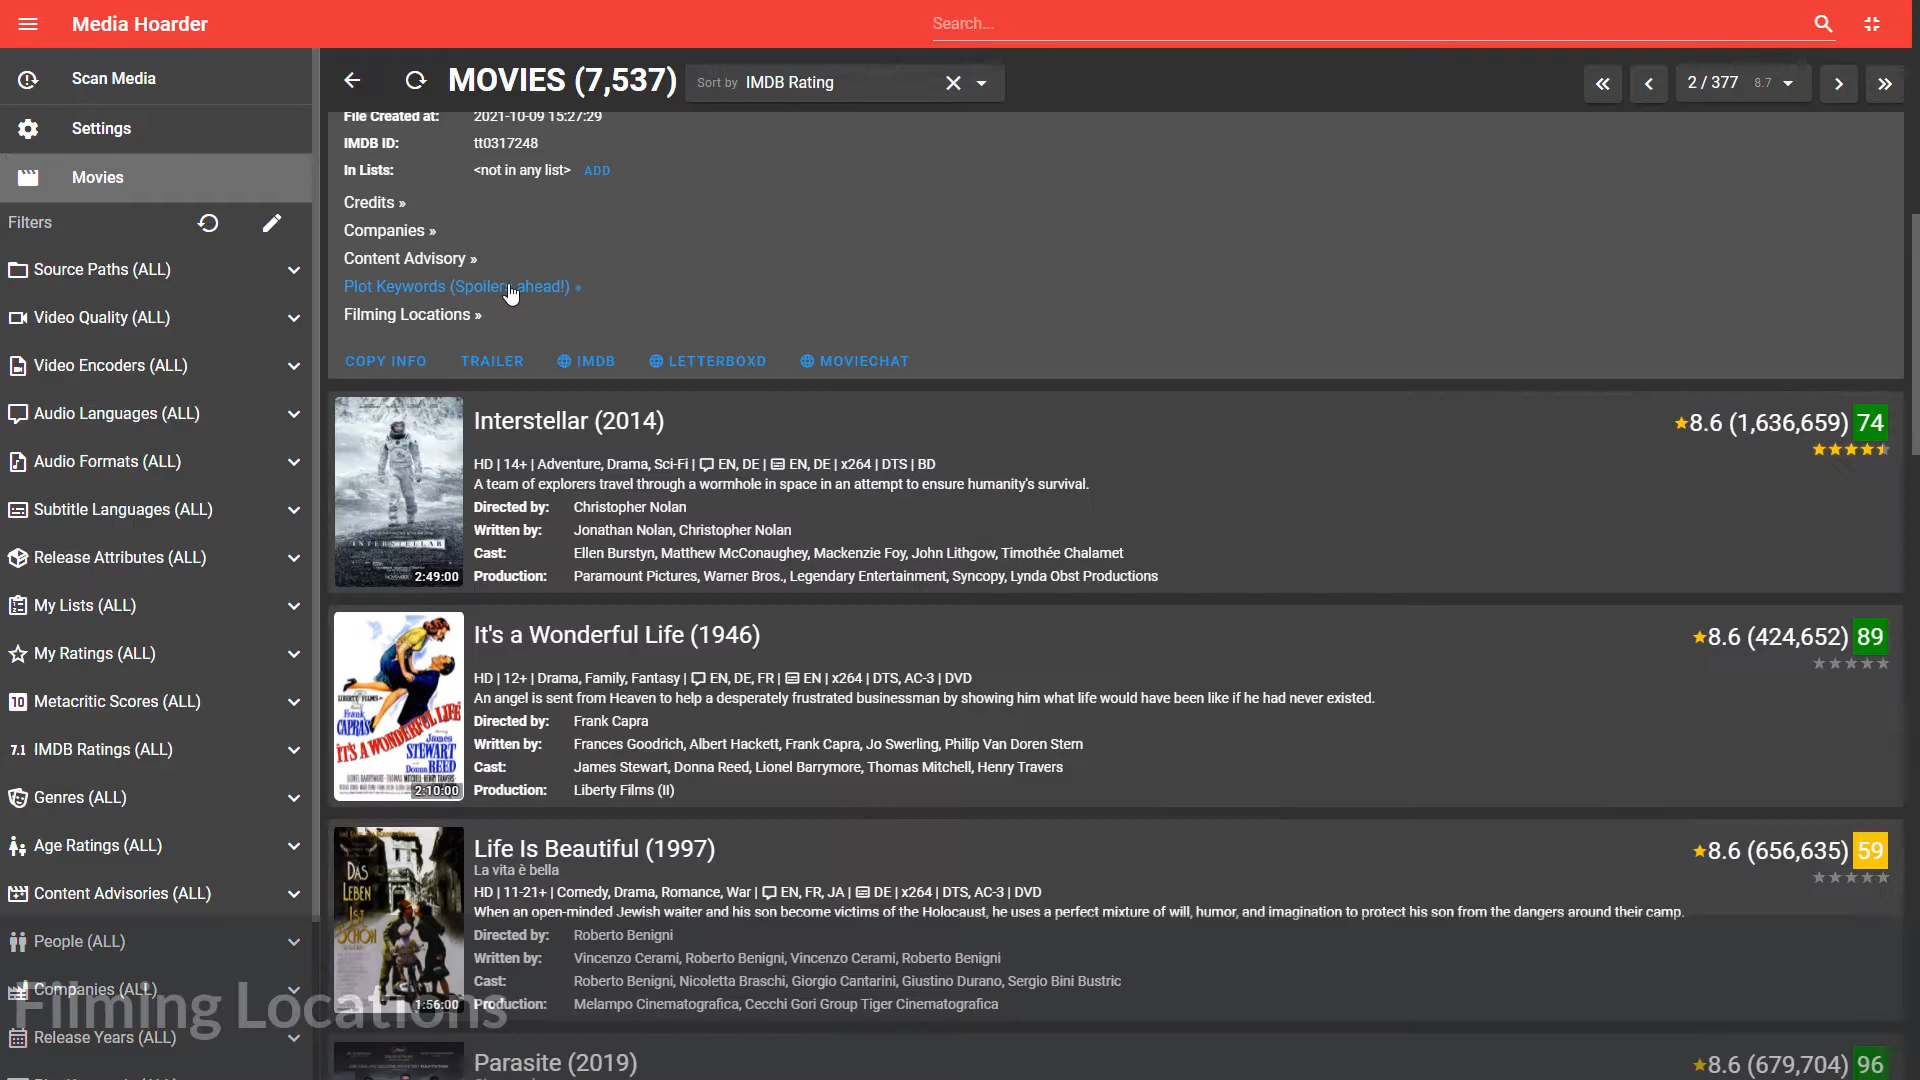 Media Hoarder
Search...
Scan Media
Settings
Movies
Filters
Source Paths (ALL)
Video Quality (ALL)
Video Encoders (ALL)
Audio Languages (ALL)
Audio Formats (ALL)
Subtitle Languages (ALL)
Release Attributes (ALL)
My Lists (ALL)
My Ratings (ALL)
10 Metacritic Scores (ALL)
7.1 IMDB Ratings (ALL)
Genres (ALL)
Age Ratings (ALL)
Content Advisories (ALL)
People (ALL)
Companies (ALL)
Release Years (ALL)
Filming Locations
MOVIES (7,537)
Sort by IMDB Rating
2 / 377 8.7
File Created at: 2021-10-09 15:27:29
IMDB ID: tt0317248
In Lists: <not in any list> ADD
Credits »
Companies »
Content Advisory »
Plot Keywords (Spoilers ahead!) »
Filming Locations »
COPY INFO TRAILER IMDB LETTERBOXD MOVIECHAT
INTERSTELLAR
2:49:00
Interstellar (2014)
8.6 (1,636,659) 74
HD | 14+ | Adventure, Drama, Sci-Fi | EN, DE | EN, DE | x264 | DTS | BD
A team of explorers travel through a wormhole in space in an attempt to ensure humanity's survival.
Directed by: Christopher Nolan
Written by: Jonathan Nolan, Christopher Nolan
Cast: Ellen Burstyn, Matthew McConaughey, Mackenzie Foy, John Lithgow, Timothée Chalamet
Production: Paramount Pictures, Warner Bros., Legendary Entertainment, Syncopy, Lynda Obst Productions
LIBERTY FILMS
Frank
CAPRA'S
IT'S A WONDERFUL LIFE
James
STEWART
Donna REED
2:10:00
It's a Wonderful Life (1946)
8.6 (424,652) 89
HD | 12+ | Drama, Family, Fantasy | EN, DE, FR | EN | x264 | DTS, AC-3 | DVD
An angel is sent from Heaven to help a desperately frustrated businessman by showing him what life would have been like if he had never existed.
Directed by: Frank Capra
Written by: Frances Goodrich, Albert Hackett, Frank Capra, Jo Swerling, Philip Van Doren Stern
Cast: James Stewart, Donna Reed, Lionel Barrymore, Thomas Mitchell, Henry Travers
Production: Liberty Films (II)
DAS
LEBEN
IST
SCHÖN
1:56:00
Life Is Beautiful (1997)
8.6 (656,635) 59
La vita è bella
HD | 11-21+ | Comedy, Drama, Romance, War | EN, FR, JA | DE | x264 | DTS, AC-3 | DVD
When an open-minded Jewish waiter and his son become victims of the Holocaust, he uses a perfect mixture of will, humor, and imagination to protect his son from the dangers around their camp.
Directed by: Roberto Benigni
Written by: Vincenzo Cerami, Roberto Benigni, Vincenzo Cerami, Roberto Benigni
Cast: Roberto Benigni, Nicoletta Braschi, Giorgio Cantarini, Giustino Durano, Sergio Bini Bustric
Production: Melampo Cinematografica, Cecchi Gori Group Tiger Cinematografica
Parasite (2019)
8.6 (679,704) 96